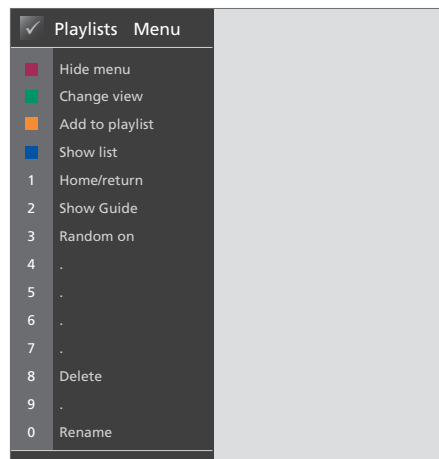 Playlists Menu
Hide menu
Change view
Add to playlist
Show list
1 Home/return
2 Show Guide
3 Random on
4 .
5 .
6 .
7 .
8 Delete
9 .
0 Rename